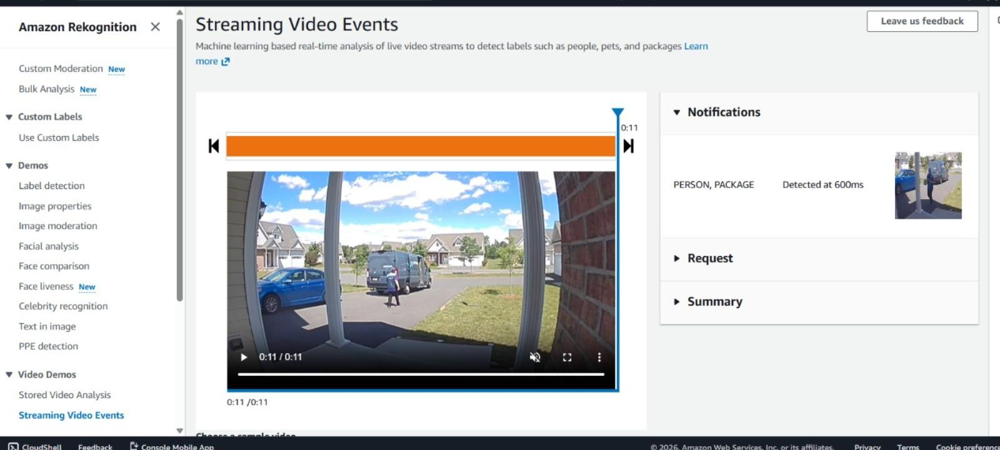 Amazon Rekognition
Custom Moderation New
Bulk Analysis New
Custom Labels
Use Custom Labels
Demos
Label detection
Image properties
Image moderation
Facial analysis
Face comparison
Face liveness New
Celebrity recognition
Text in image
PPE detection
Video Demos
Stored Video Analysis
Streaming Video Events
Streaming Video Events
Leave us feedback
Machine learning based real-time analysis of live video streams to detect labels such as people, pets, and packages Learn
more
0:11
0:11 / 0:11
0:11 /0:11
Choose a sample video
Notifications
PERSON, PACKAGE Detected at 600ms
Request
Summary
CloudShell Feedback Console Mobile App © 2026, Amazon Web Services, Inc. or its affiliates. Privacy Terms Cookie preference